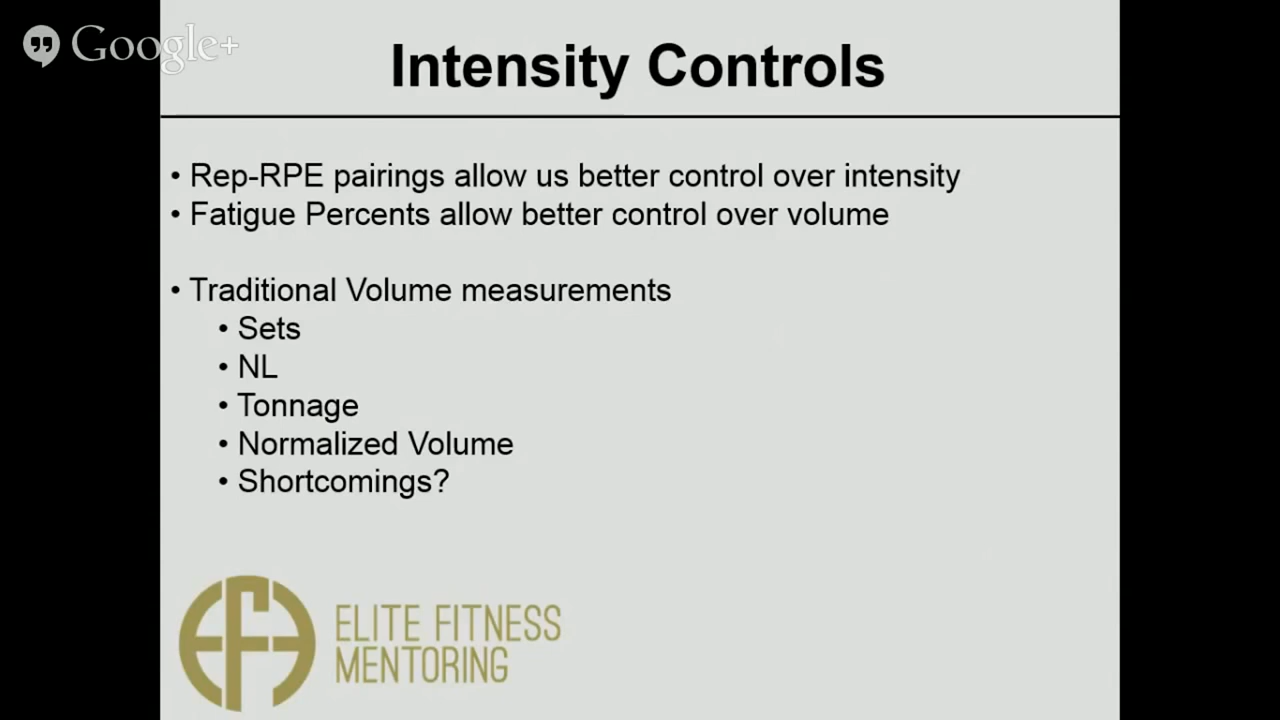 Google+
Intensity Controls
• Rep-RPE pairings allow us better control over intensity
• Fatigue Percents allow better control over volume
• Traditional Volume measurements
• Sets
• NL
• Tonnage
• Normalized Volume
• Shortcomings?
EFE
ELITE FITNESS
MENTORING